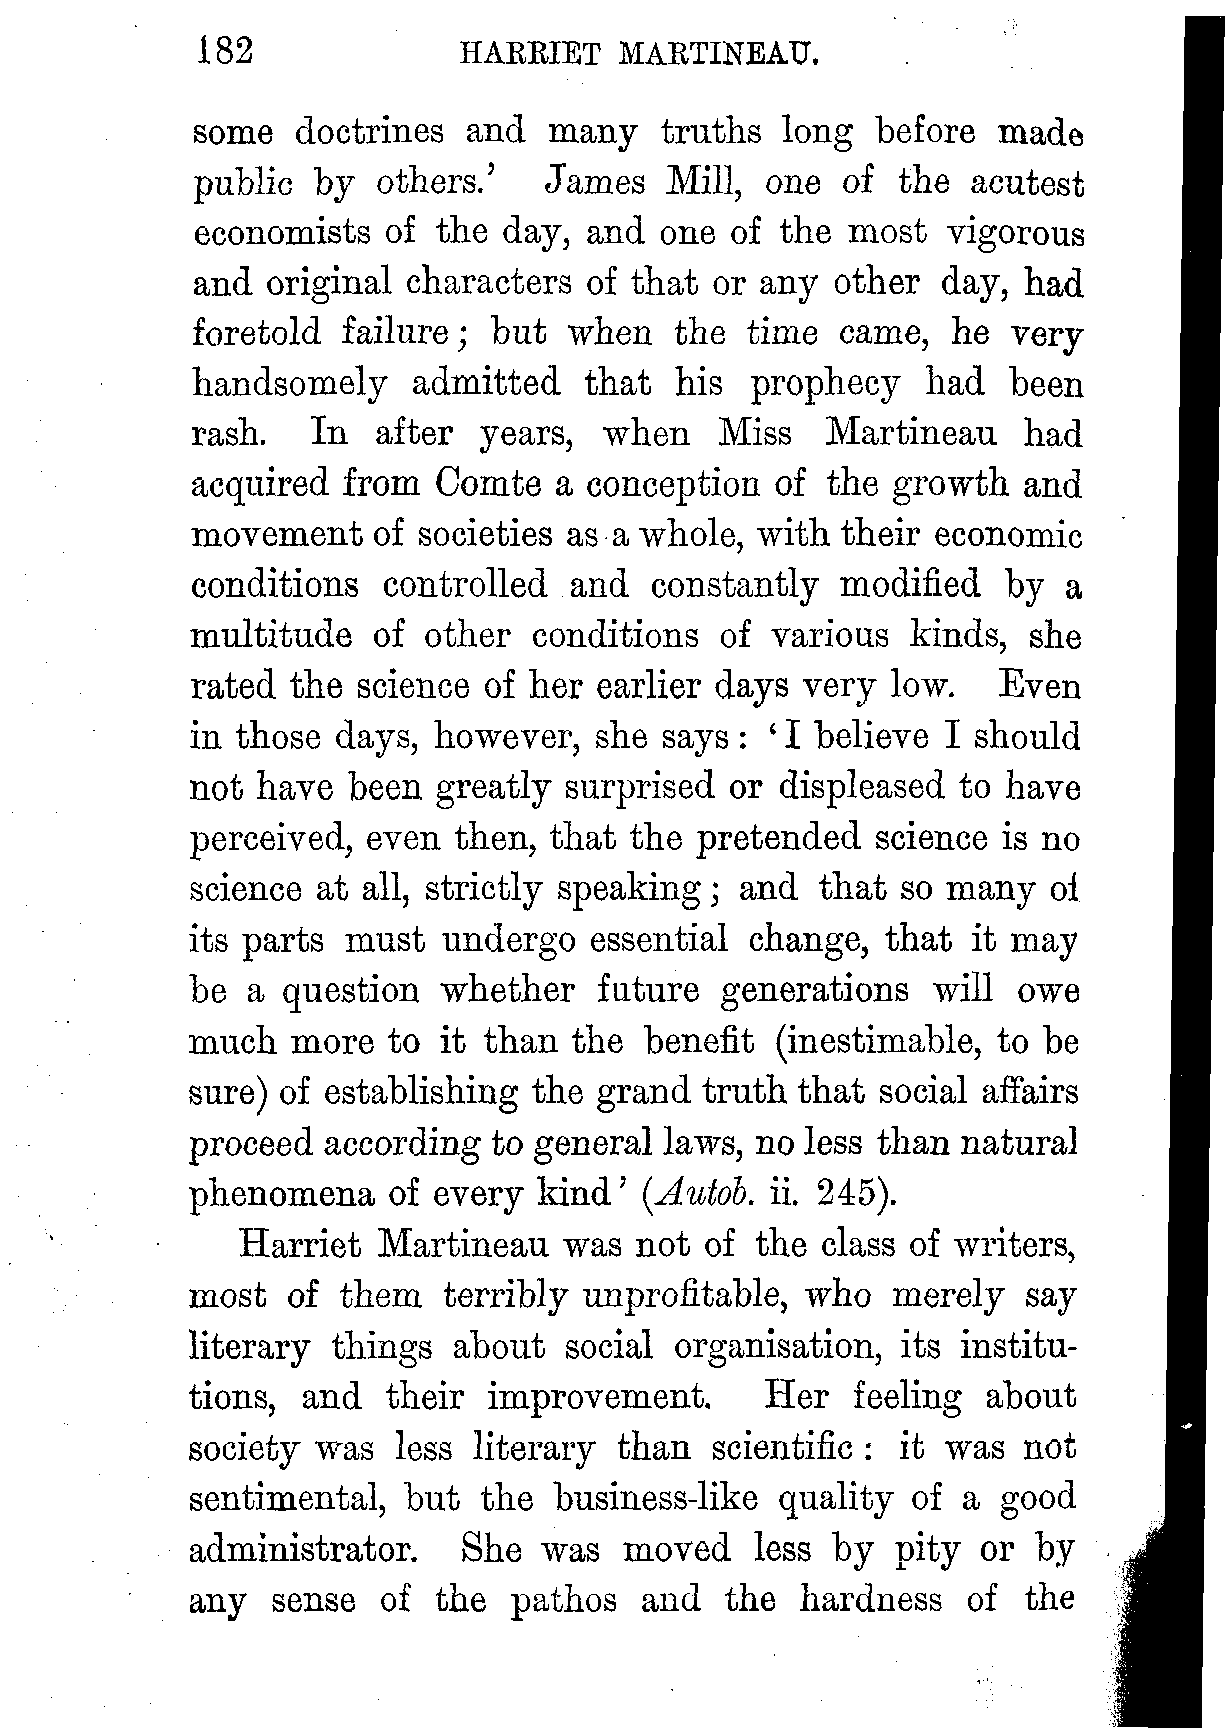 182 HARRIET MARTINEAU.
some doctrines and many truths long before made
public by others.’ James Mill, one of the acutest
economists of the day, and one of the most vigorous
and original characters of that or any other day, had
foretold failure; but when the time came, he very
handsomely admitted that his prophecy had been
rash. In after years, when Miss Martineau had
acquired from Comte a conception of the growth and
movement of societies as a whole, with their economic
conditions controlled and constantly modified by a
multitude of other conditions of various kinds, she
rated the science of her earlier days very low. Even
in those days, however, she says: ‘I believe I should
not have been greatly surprised or displeased to have
perceived, even then, that the pretended science is no
science at all, strictly speaking; and that so many of
its parts must undergo essential change, that it may
be a question whether future generations will owe
much more to it than the benefit (inestimable, to be
sure) of establishing the grand truth that social affairs
proceed according to general laws, no less than natural
phenomena of every kind’ (Autob. ii. 245).
Harriet Martineau was not of the class of writers,
most of them terribly unprofitable, who merely say
literary things about social organisation, its institu-
tions, and their improvement. Her feeling about
society was less literary than scientific: it was not
sentimental, but the business-like quality of a good
administrator. She was moved less by pity or by
any sense of the pathos and the hardness of the